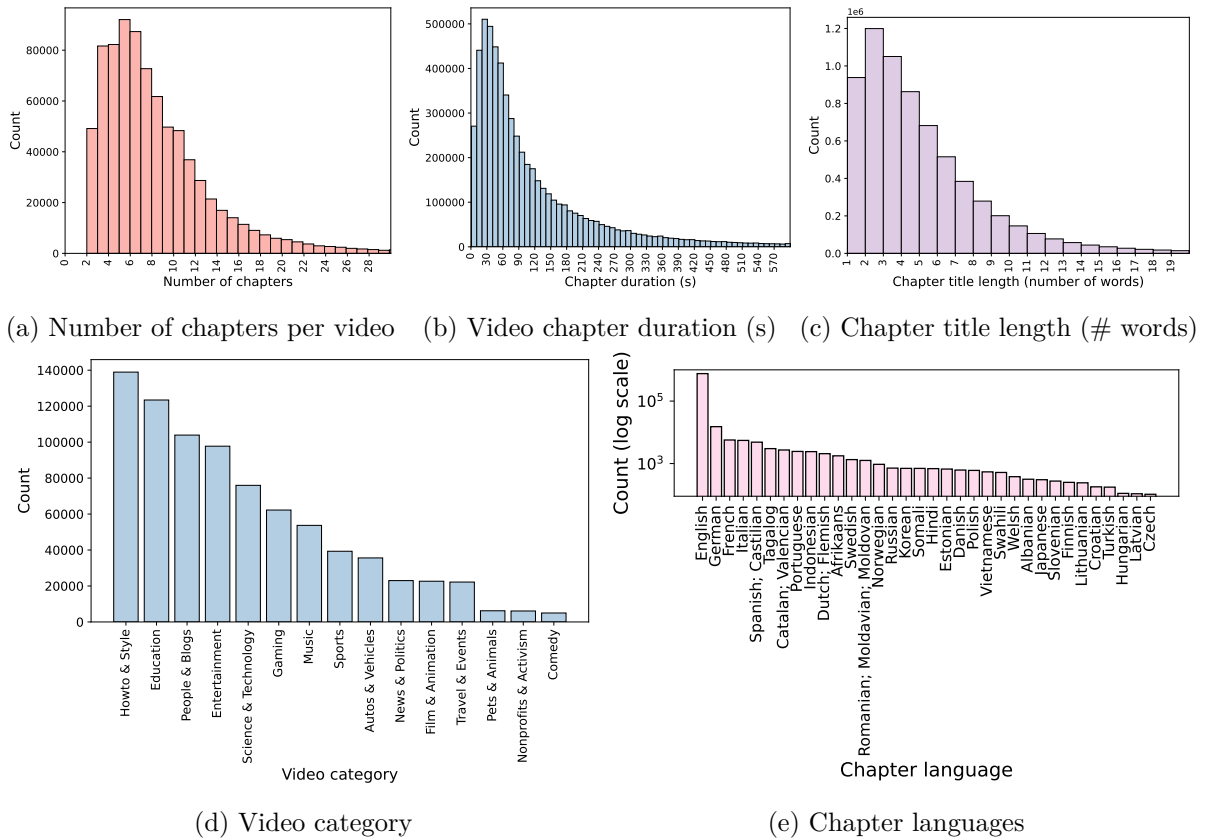 Count
80000
60000
40000
20000
0
0 2 4 6 8 10 12 14 16 18 20 22 24 26 28
Number of chapters
(a) Number of chapters per video
Count
500000
400000
300000
200000
100000
0
0 30 60 90 120 150 180 210 240 270 300 330 360 390 420 450 480 510 540 570
Chapter duration (s)
(b) Video chapter duration (s)
1e6
Count
1.2
1.0
0.8
0.6
0.4
0.2
0.0
1 2 3 4 5 6 7 8 9 10 11 12 13 14 15 16 17 18 19
Chapter title length (number of words)
(c) Chapter title length (# words)
Count
140000
120000
100000
80000
60000
40000
20000
0
Howto & Style
Education
People & Blogs
Entertainment
Science & Technology
Gaming
Music
Sports
Autos & Vehicles
News & Politics
Film & Animation
Travel & Events
Pets & Animals
Nonprofits & Activism
Comedy
Video category
(d) Video category
Count (log scale)
10^5
10^3
English
German
French
Italian
Spanish; Castilian
Tagalog
Catalan; Valencian
Portuguese
Indonesian
Dutch; Flemish
Afrikaans
Swedish
Romanian; Moldavian; Moldovan
Norwegian
Russian
Korean
Somali
Hindi
Estonian
Danish
Polish
Vietnamese
Swahili
Welsh
Albanian
Japanese
Slovenian
Finnish
Lithuanian
Croatian
Turkish
Hungarian
Latvian
Czech
Chapter language
(e) Chapter languages